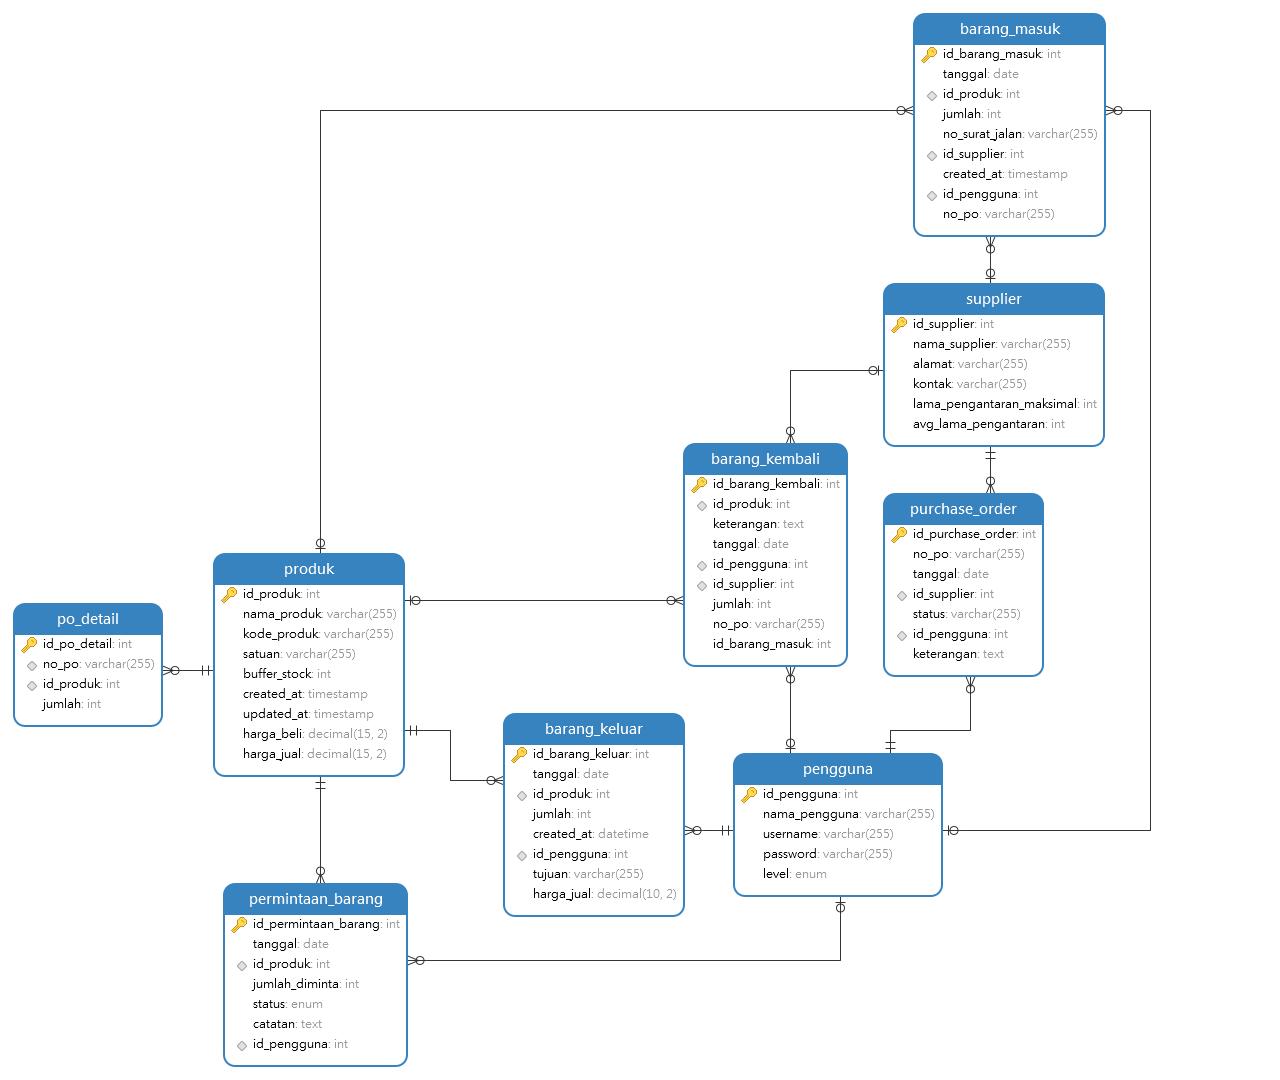 barang_masuk
id_barang_masuk: int
tanggal: date
id_produk: int
jumlah: int
no_surat_jalan: varchar(255)
id_supplier: int
created_at: timestamp
id_pengguna: int
no_po: varchar(255)
supplier
id_supplier: int
nama_supplier: varchar(255)
alamat: varchar(255)
kontak: varchar(255)
lama_pengantaran_maksimal: int
avg_lama_pengantaran: int
barang_kembali
id_barang_kembali: int
id_produk: int
keterangan: text
tanggal: date
id_pengguna: int
id_supplier: int
jumlah: int
no_po: varchar(255)
id_barang_masuk: int
purchase_order
id_purchase_order: int
no_po: varchar(255)
tanggal: date
id_supplier: int
status: varchar(255)
id_pengguna: int
keterangan: text
produk
id_produk: int
nama_produk: varchar(255)
kode_produk: varchar(255)
satuan: varchar(255)
buffer_stock: int
created_at: timestamp
updated_at: timestamp
harga_beli: decimal(15, 2)
harga_jual: decimal(15, 2)
po_detail
id_po_detail: int
no_po: varchar(255)
id_produk: int
jumlah: int
barang_keluar
id_barang_keluar: int
tanggal: date
id_produk: int
jumlah: int
created_at: datetime
id_pengguna: int
tujuan: varchar(255)
harga_jual: decimal(10, 2)
pengguna
id_pengguna: int
nama_pengguna: varchar(255)
username: varchar(255)
password: varchar(255)
level: enum
permintaan_barang
id_permintaan_barang: int
tanggal: date
id_produk: int
jumlah_diminta: int
status: enum
catatan: text
id_pengguna: int